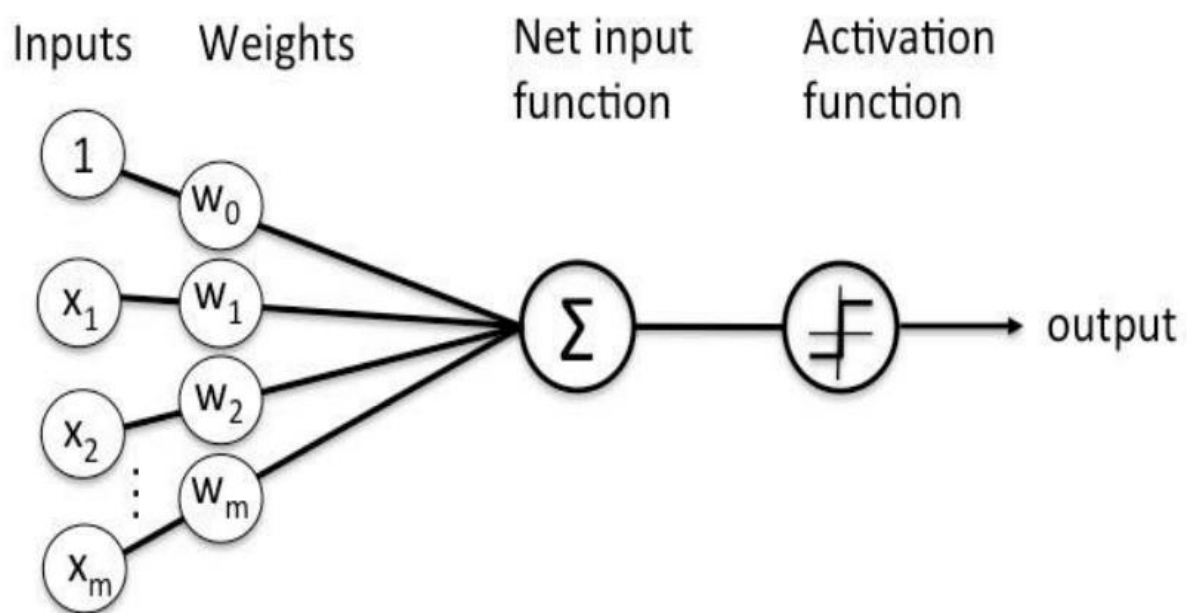 Inputs Weights Net input function Activation function
1
w₀
x₁ w₁
Σ
output
x₂ w₂
⋮
xₘ wₘ